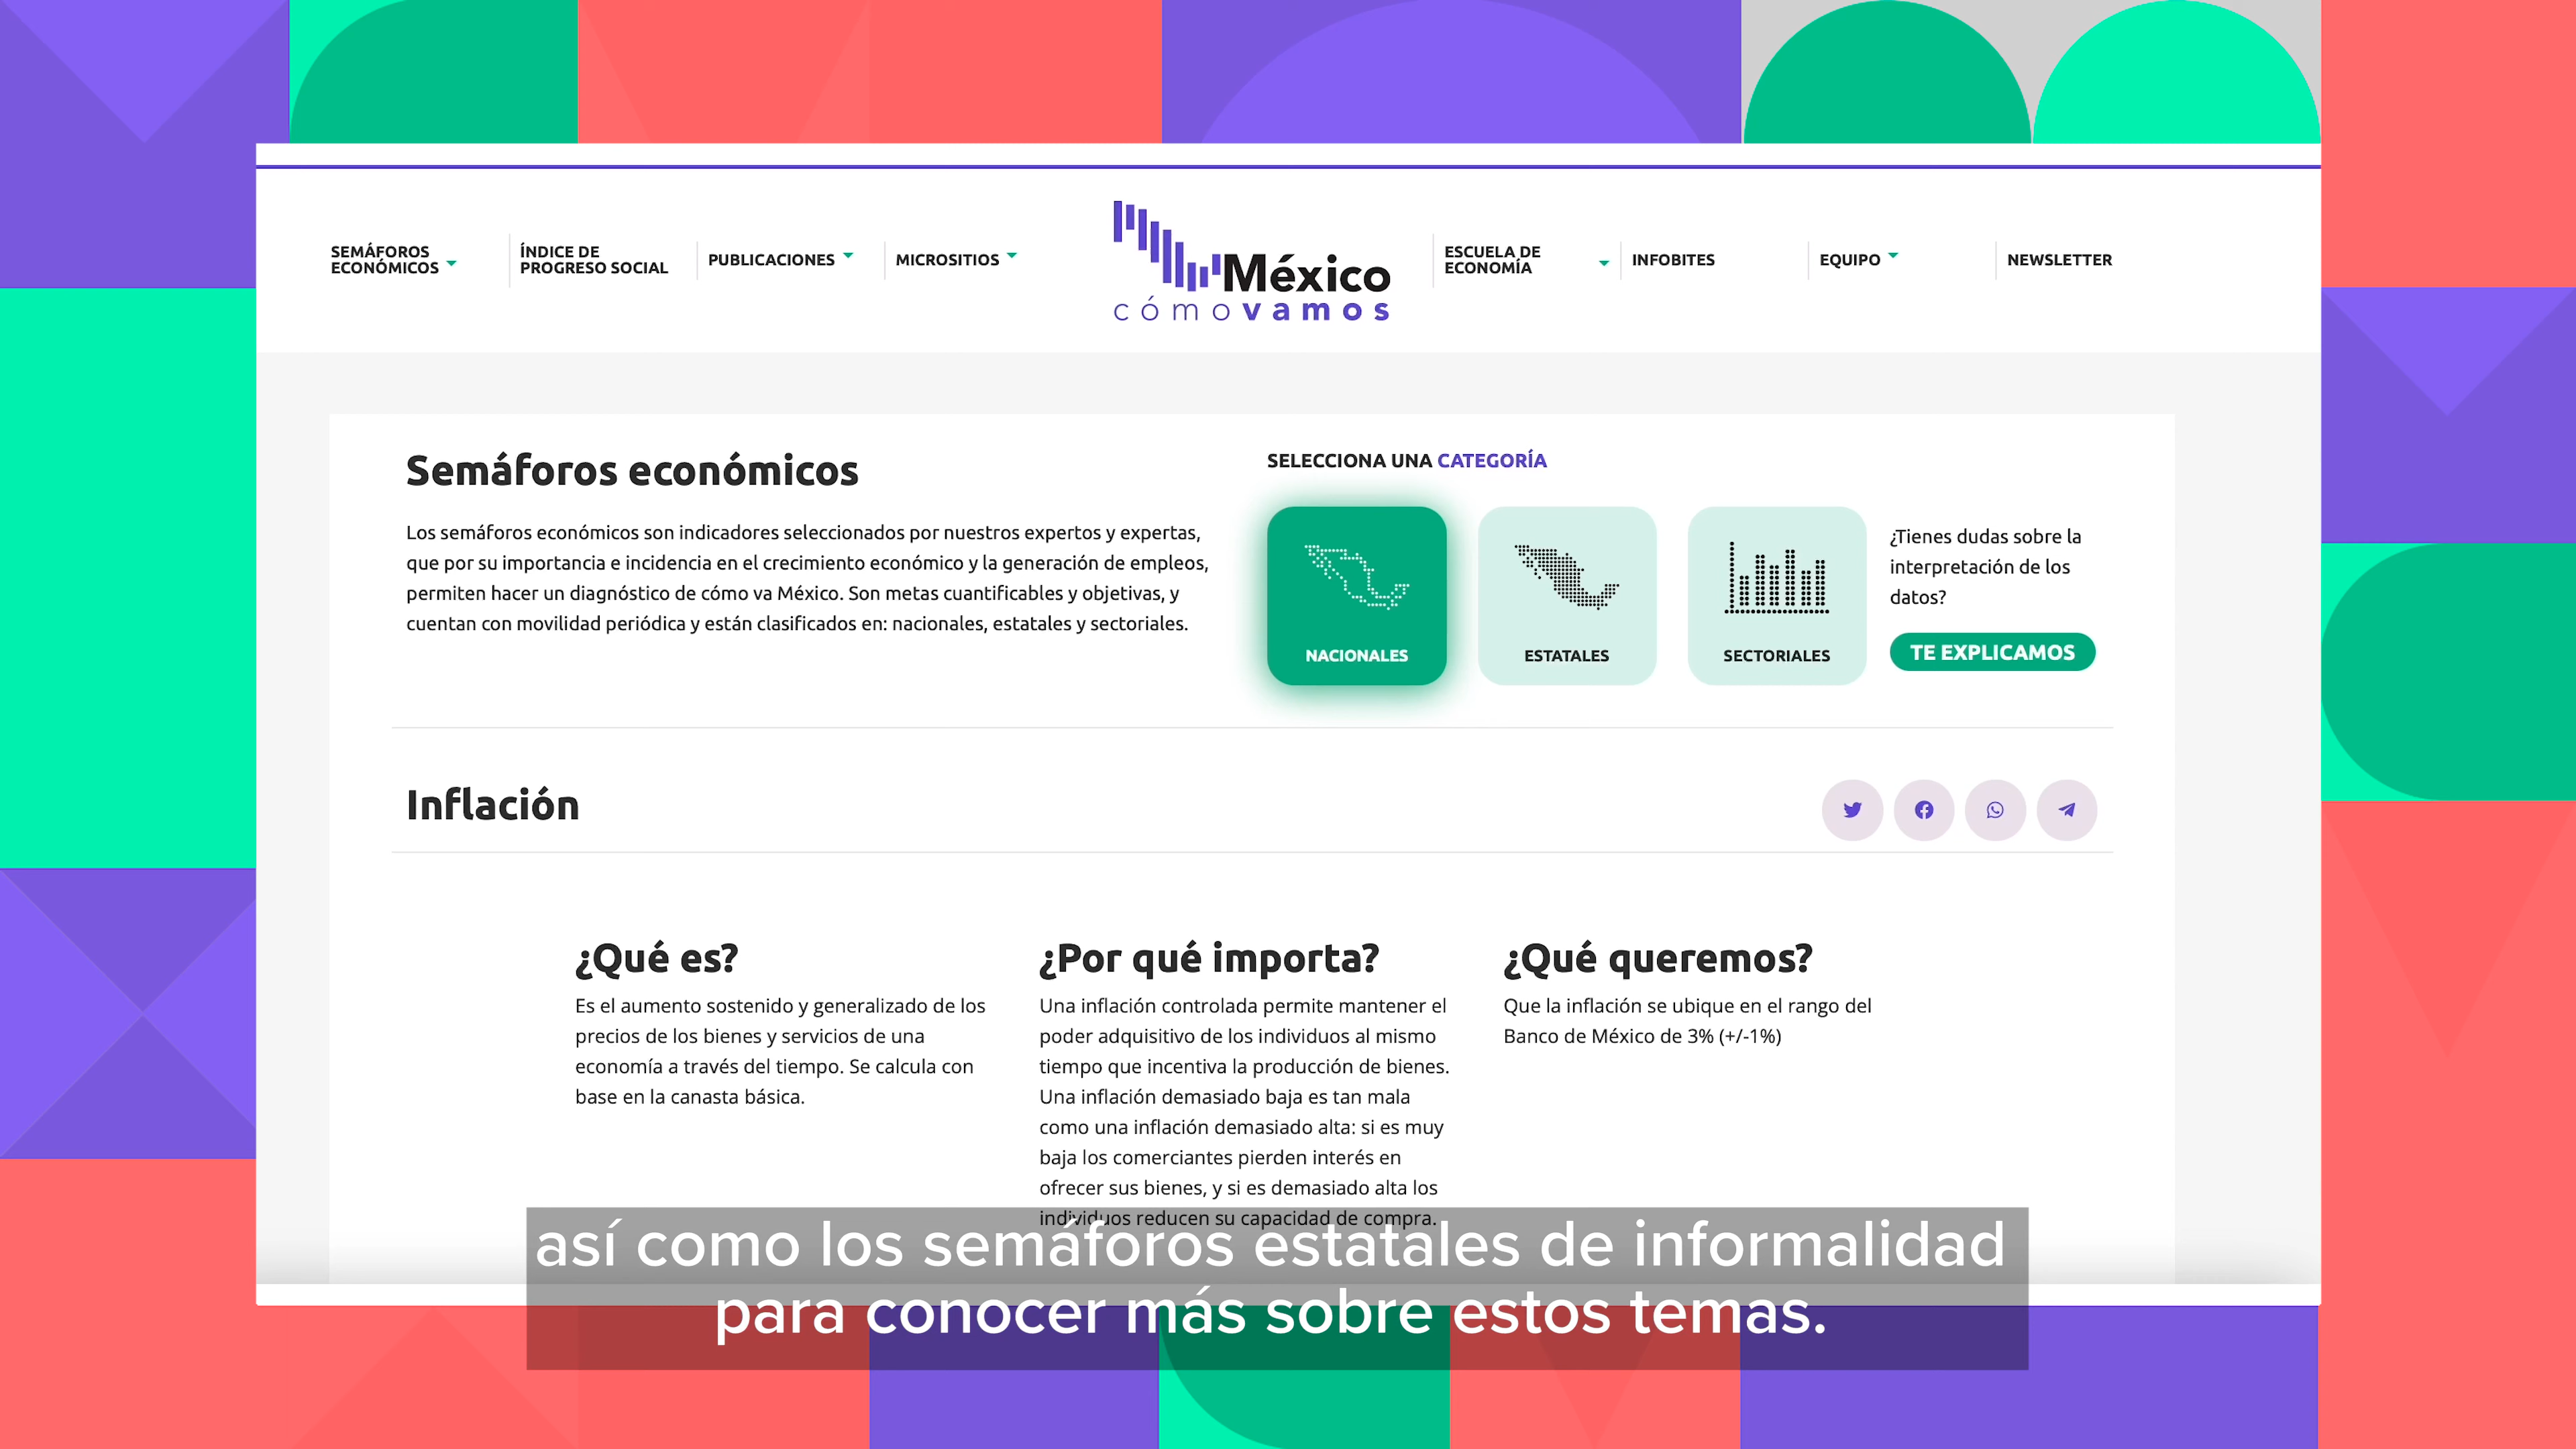 SEMÁFOROS
ECONÓMICOS
ÍNDICE DE
PROGRESO SOCIAL
PUBLICACIONES
MICROSITIOS
México
cómovamos
ESCUELA DE
ECONOMÍA
INFOBITES
EQUIPO
NEWSLETTER
Semáforos económicos
Los semáforos económicos son indicadores seleccionados por nuestros expertos y expertas,
que por su importancia e incidencia en el crecimiento económico y la generación de empleos,
permiten hacer un diagnóstico de cómo va México. Son metas cuantificables y objetivas, y
cuentan con movilidad periódica y están clasificados en: nacionales, estatales y sectoriales.
SELECCIONA UNA CATEGORÍA
NACIONALES
ESTATALES
SECTORIALES
¿Tienes dudas sobre la
interpretación de los
datos?
TE EXPLICAMOS
Inflación
¿Qué es?
Es el aumento sostenido y generalizado de los
precios de los bienes y servicios de una
economía a través del tiempo. Se calcula con
base en la canasta básica.
¿Por qué importa?
Una inflación controlada permite mantener el
poder adquisitivo de los individuos al mismo
tiempo que incentiva la producción de bienes.
Una inflación demasiado baja es tan mala
como una inflación demasiado alta: si es muy
baja los comerciantes pierden interés en
ofrecer sus bienes, y si es demasiado alta los
individuos reducen su capacidad de compra.
¿Qué queremos?
Que la inflación se ubique en el rango del
Banco de México de 3% (+/-1%)
así como los semáforos estatales de informalidad
para conocer más sobre estos temas.